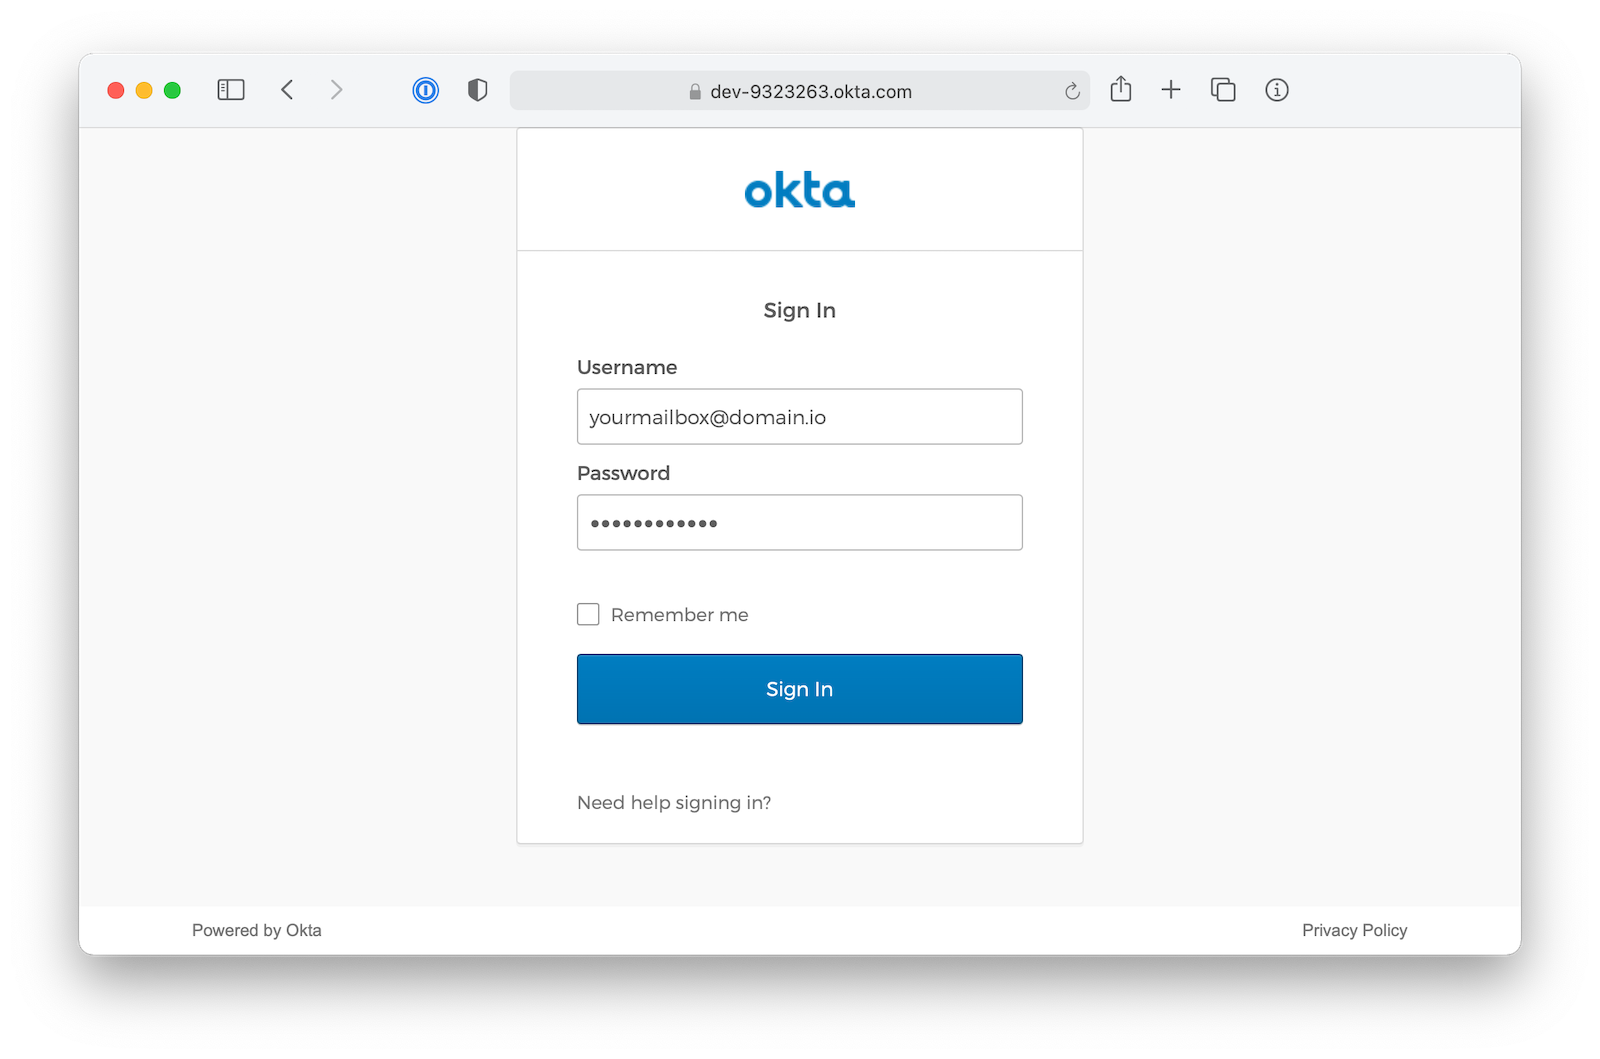 dev-9323263.okta.com
okta
Sign In
Username
yourmailbox@domain.io
Password
••••••••••••
Remember me
Sign In
Need help signing in?
Powered by Okta
Privacy Policy